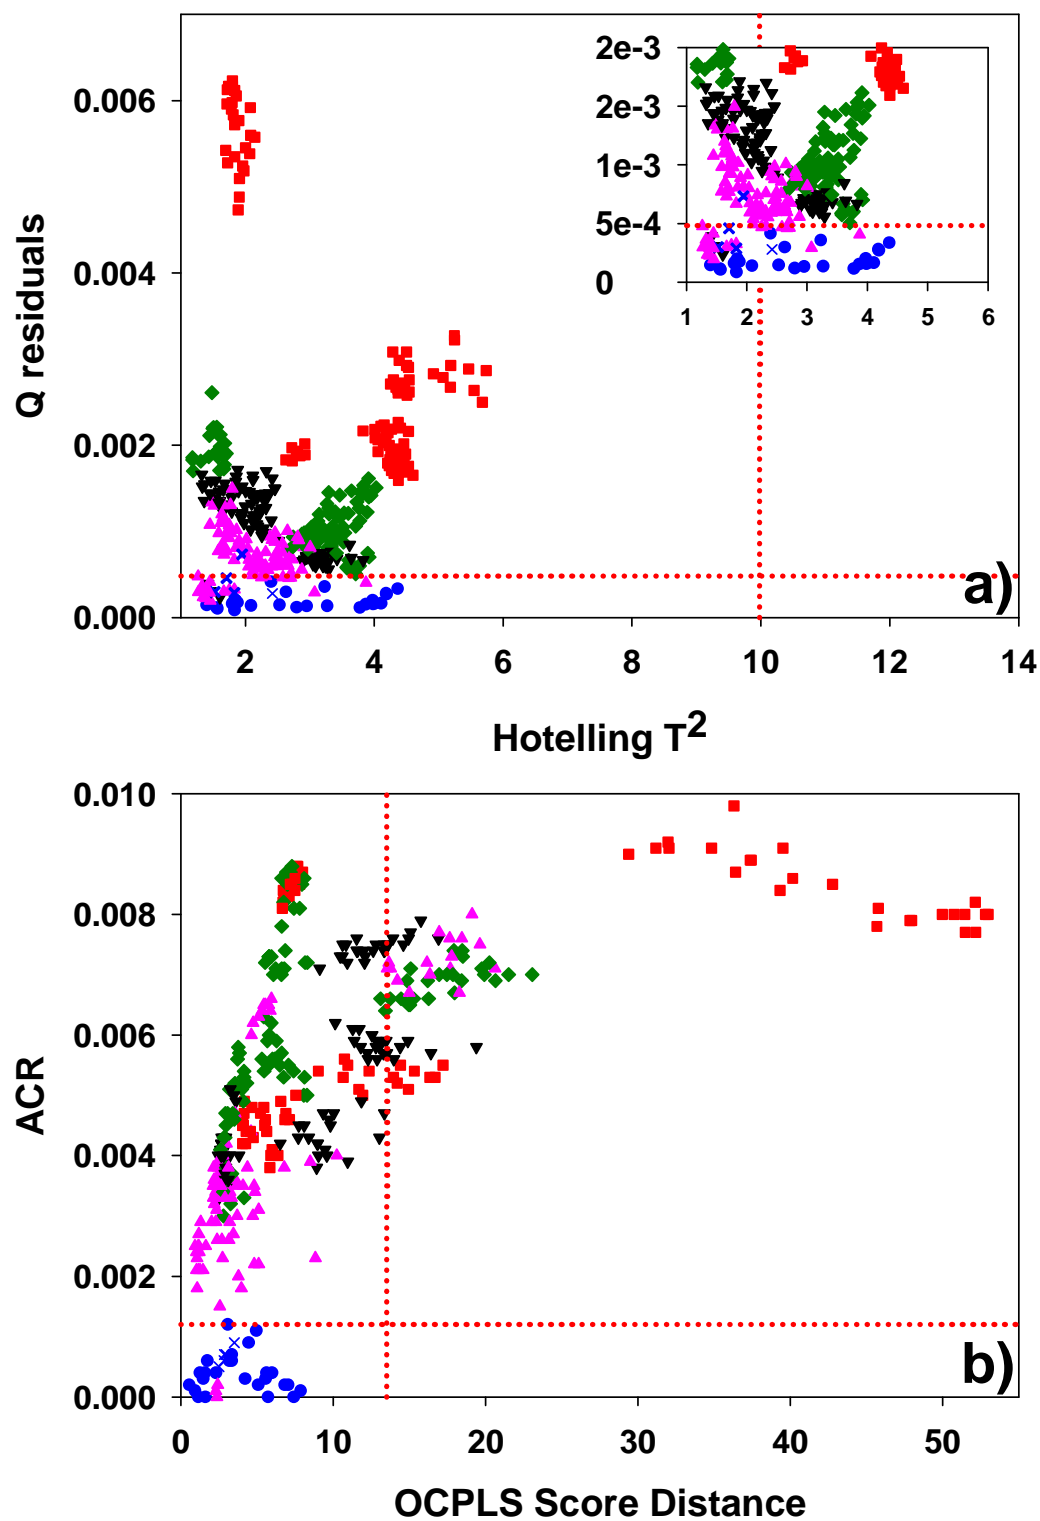 2e-3
0.006
2e-3
1e-3
0.004
5e-4
0
1 2 3 4 5 6
Q residuals
0.002
0.000
a)
2 4 6 8 10 12 14
Hotelling T²
0.010
0.008
0.006
ACR
0.004
0.002
b)
0.000
0 10 20 30 40 50
OCPLS Score Distance